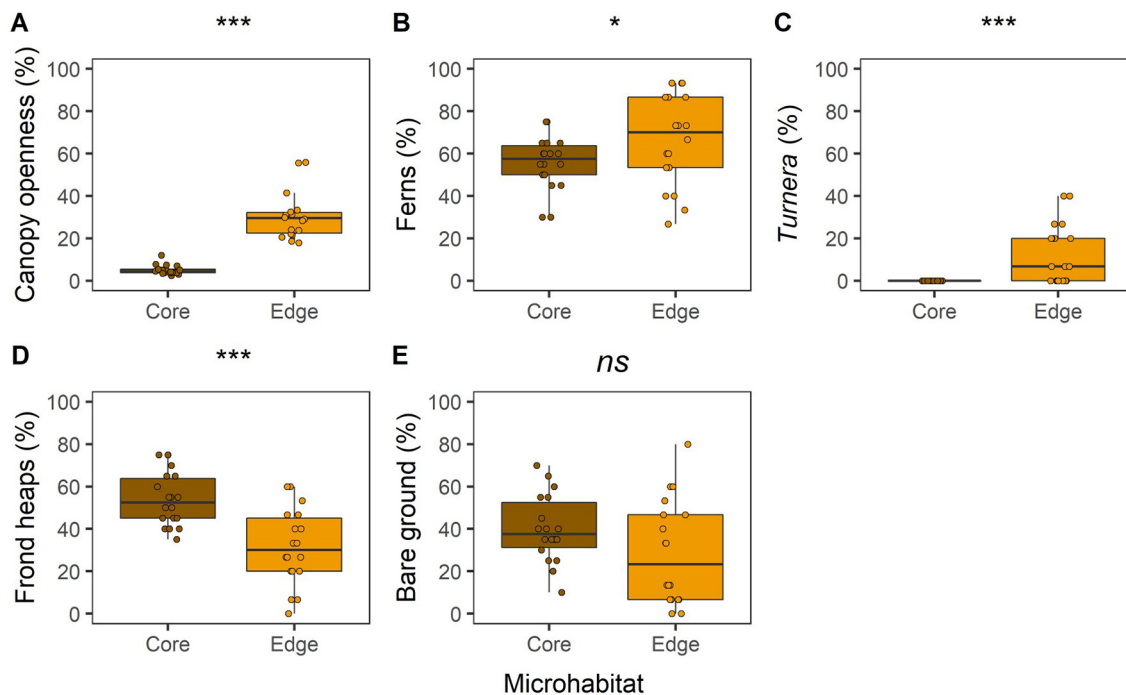 A *** B * C ***
Canopy openness (%)
100
80
60
40
20
0
Core Edge
Ferns (%)
100
80
60
40
20
0
Core Edge
Turnera (%)
100
80
60
40
20
0
Core Edge
D *** E ns
Frond heaps (%)
100
80
60
40
20
0
Core Edge
Bare ground (%)
100
80
60
40
20
0
Core Edge
Microhabitat